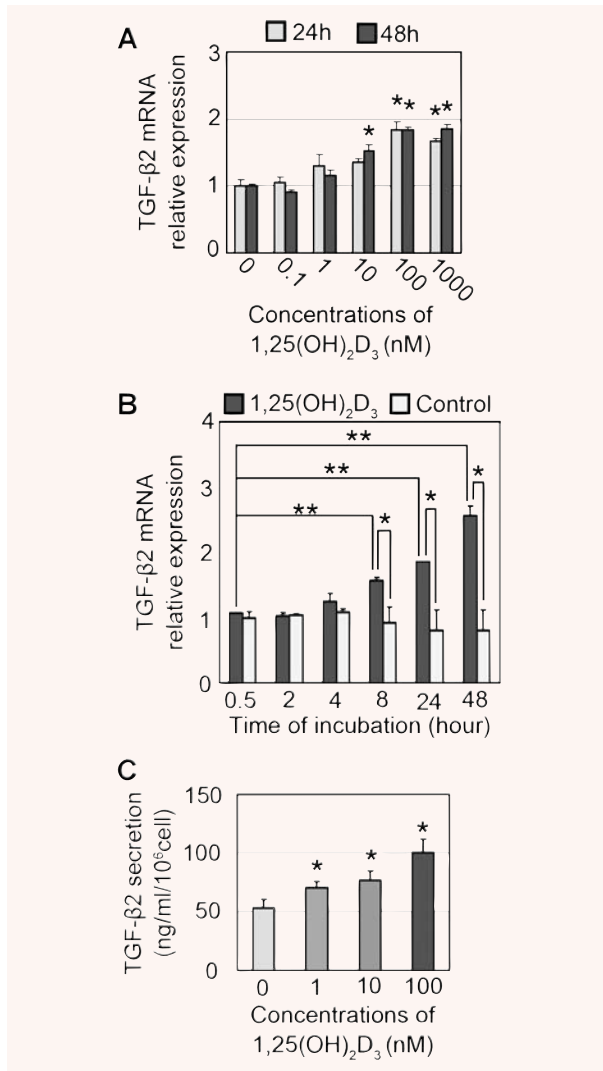 A
24h 48h
TGF-β2 mRNA
relative expression
3
2
1
0
* *
* *
*
0 0.1 1 10 100 1000
Concentrations of
1,25(OH)₂D₃ (nM)
B
1,25(OH)₂D₃ Control
TGF-β2 mRNA
relative expression
4
3
2
1
0
**
**
**
*
*
*
0.5 2 4 8 24 48
Time of incubation (hour)
C
TGF-β2 secretion
(ng/ml/10⁶cell)
150
100
50
0
*
*
*
0 1 10 100
Concentrations of
1,25(OH)₂D₃ (nM)